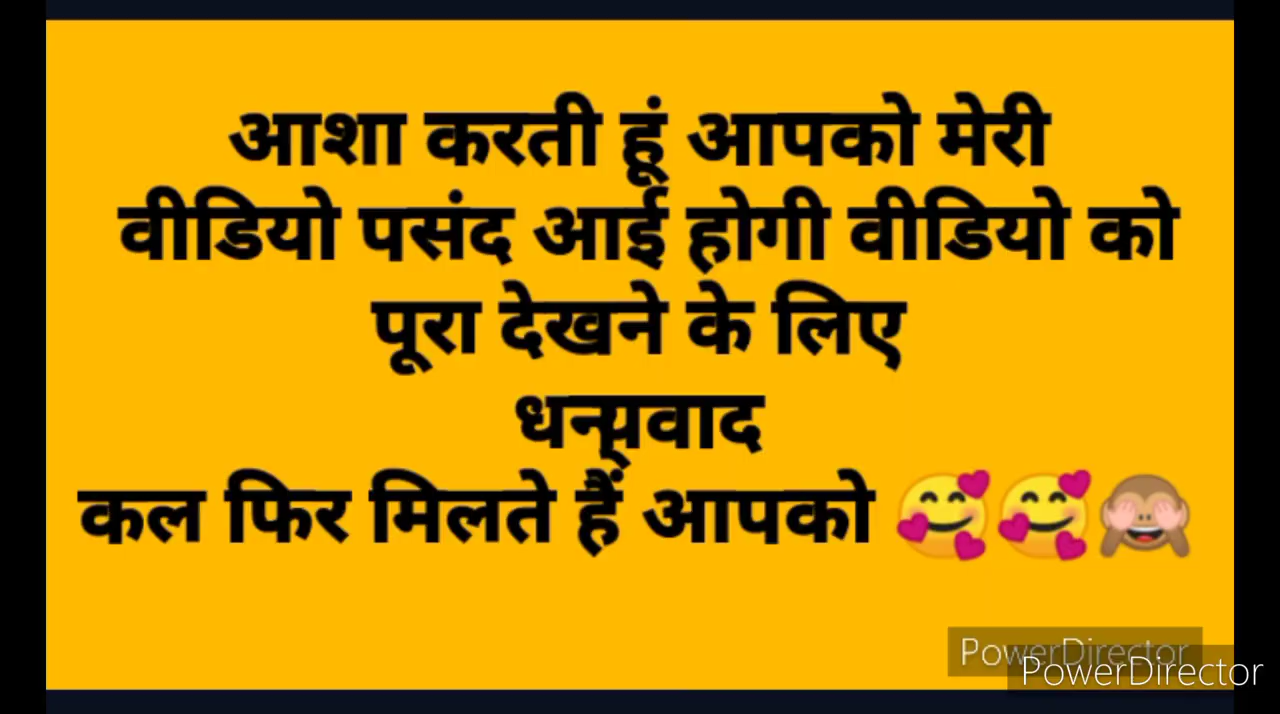 आशा करती हूं आपको मेरी
वीडियो पसंद आई होगी वीडियो को
पूरा देखने के लिए
धन्यवाद
कल फिर मिलते हैं आपको 🥰🥰🙈
PowerDirector
PowerDirector